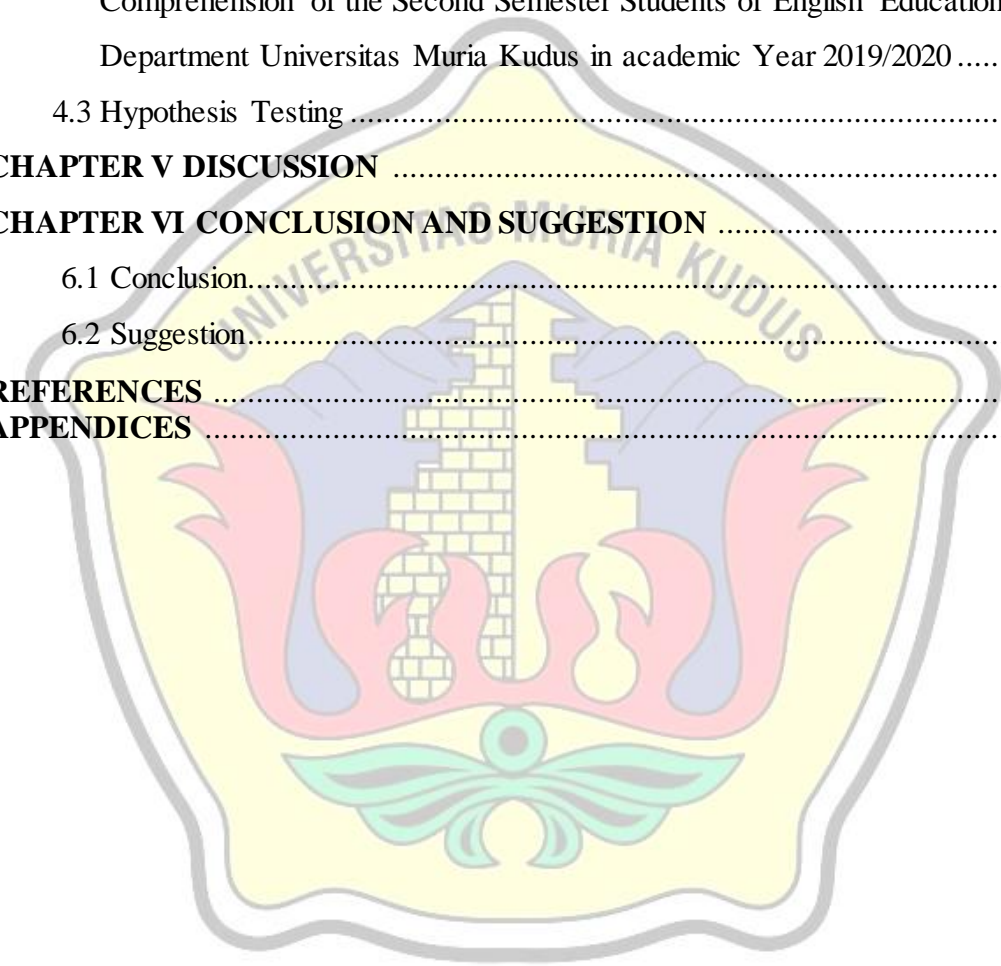 Comprehension of the Second Semester Students of English Education
Department Universitas Muria Kudus in academic Year 2019/2020 .....
4.3 Hypothesis Testing ................................................................................
CHAPTER V DISCUSSION ...........................................................................
CHAPTER VI CONCLUSION AND SUGGESTION ...................................
6.1 Conclusion.............................................................................................
6.2 Suggestion.............................................................................................
REFERENCES ................................................................................................
APPENDICES .................................................................................................
UNIVERSITAS MURIA KUDUS